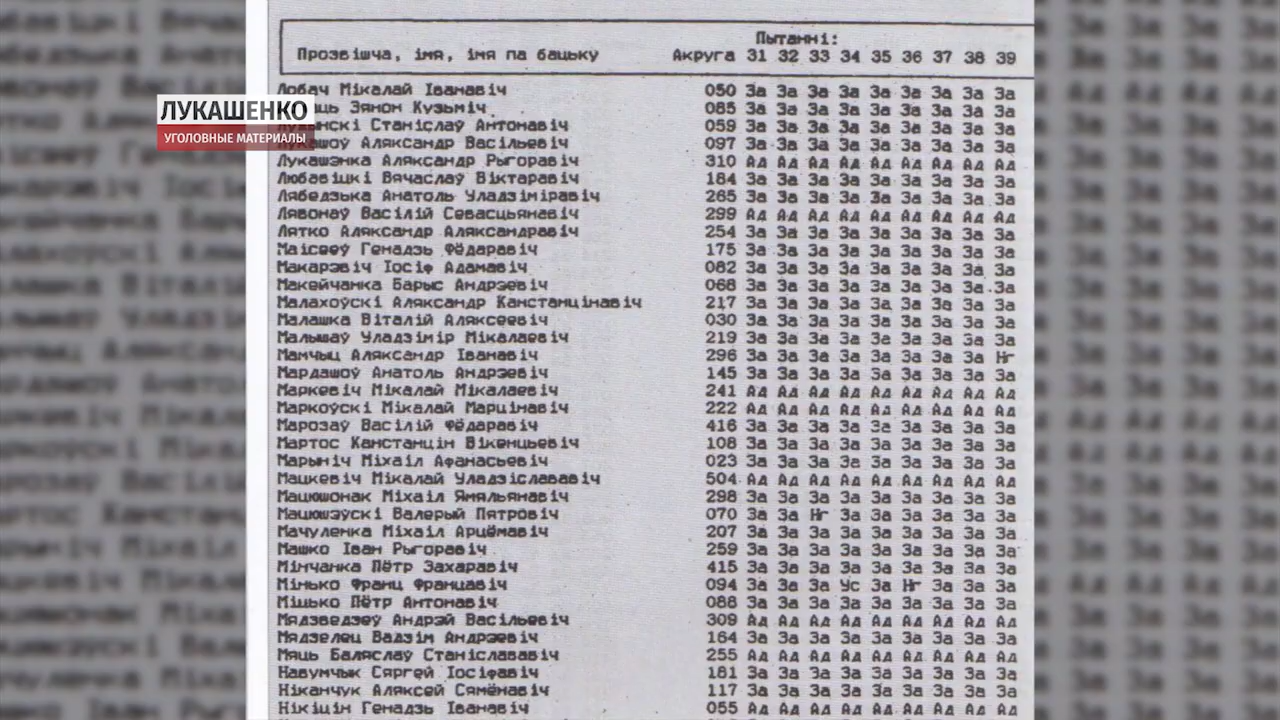 Пытанні:
Прозвішча, імя, імя па бацьку Акруга 31 32 33 34 35 36 37 38 39
Лобач Мікалай Іванавіч 050 За За За За За За За За За
ЛУКАШЕНКО
Зянон Кузьміч 085 За За За За За За За За За
Станіслаў Антонавіч 059 За За За За За За За За За
УГОЛОВНЫЕ МАТЕРИАЛЫ
Лукашоў Аляксандр Васільевіч 097 За За За За За За За За За
Лукашэнка Аляксандр Рыгоравіч 310 Ад Ад Ад Ад Ад Ад Ад Ад Ад
Любавіцкі Вячаслаў Віктаравіч 184 За За За За За За За За За
Лябедзька Анатоль Уладзіміравіч 265 За За За За За За За За За
Лявонаў Васілій Севасцьянавіч 299 Ад Ад Ад Ад Ад Ад Ад Ад Ад
Лятко Аляксандр Аляксандравіч 254 За За За За За За За За За
Маісееў Генадзь Фёдаравіч 175 За За За За За За За За За
Макарэвіч Іосіф Адамавіч 082 За За За За За За За За За
Макейчанка Барыс Андрэевіч 068 За За За За За За За За За
Малахоўскі Аляксандр Канстанцінавіч 217 За За За За За За За За За
Малашка Віталій Аляксеевіч 030 За За За За За За За За За
Малышаў Уладзімір Мікалаевіч 219 За За За За За За За За За
Манчыц Аляксандр Іванавіч 296 За За За За За За За За Нг
Мардашоў Анатоль Андрэевіч 145 За За За За За За За За За
Маркевіч Мікалай Мікалаевіч 241 Ад Ад Ад Ад Ад Ад Ад Ад Ад
Маркоўскі Мікалай Марцінавіч 222 Ад Ад Ад Ад Ад Ад Ад Ад Ад
Марозаў Васілій Фёдаравіч 416 За За За За За За За За За
Мартос Канстанцін Вікенцьевіч 108 За За За За За За За За За
Марыніч Міхаіл Афанасьевіч 023 За За За За За За За За За
Мацкевіч Мікалай Уладзіслававіч 504 Ад Ад Ад Ад Ад Ад Ад Ад Ад
Мацюшонак Міхаіл Ямяльянавіч 298 За За За За За За За За За
Мацюшэўскі Валерый Пятровіч 070 За За Нг За За За За За За
Мачуленка Міхаіл Арцёмавіч 207 За За За За За За За За За
Машко Іван Рыгоравіч 259 За За За За За За За За За
Мінчанка Пётр Захаравіч 415 За За За За За За За За За
Мінько Франц Францавіч 094 За За За Ус За Нг За За За
Міцько Пётр Антонавіч 088 За За За За За За За За За
Мядзведзеў Андрэй Васільевіч 309 Ад Ад Ад Ад Ад Ад Ад Ад Ад
Мядзелец Вадзім Андрэевіч 164 За За За За За За За За За
Мяць Баляслаў Станіслававіч 255 Ад Ад Ад Ад Ад Ад Ад Ад Ад
Навумчык Сяргей Іосіфавіч 181 За За За За За За За За За
Ніканчук Аляксей Сямёнавіч 117 За За За За За За За За За
Нікіцін Генадзь Іванавіч 055 Ад Ад Ад Ад Ад Ад Ад Ад Ад